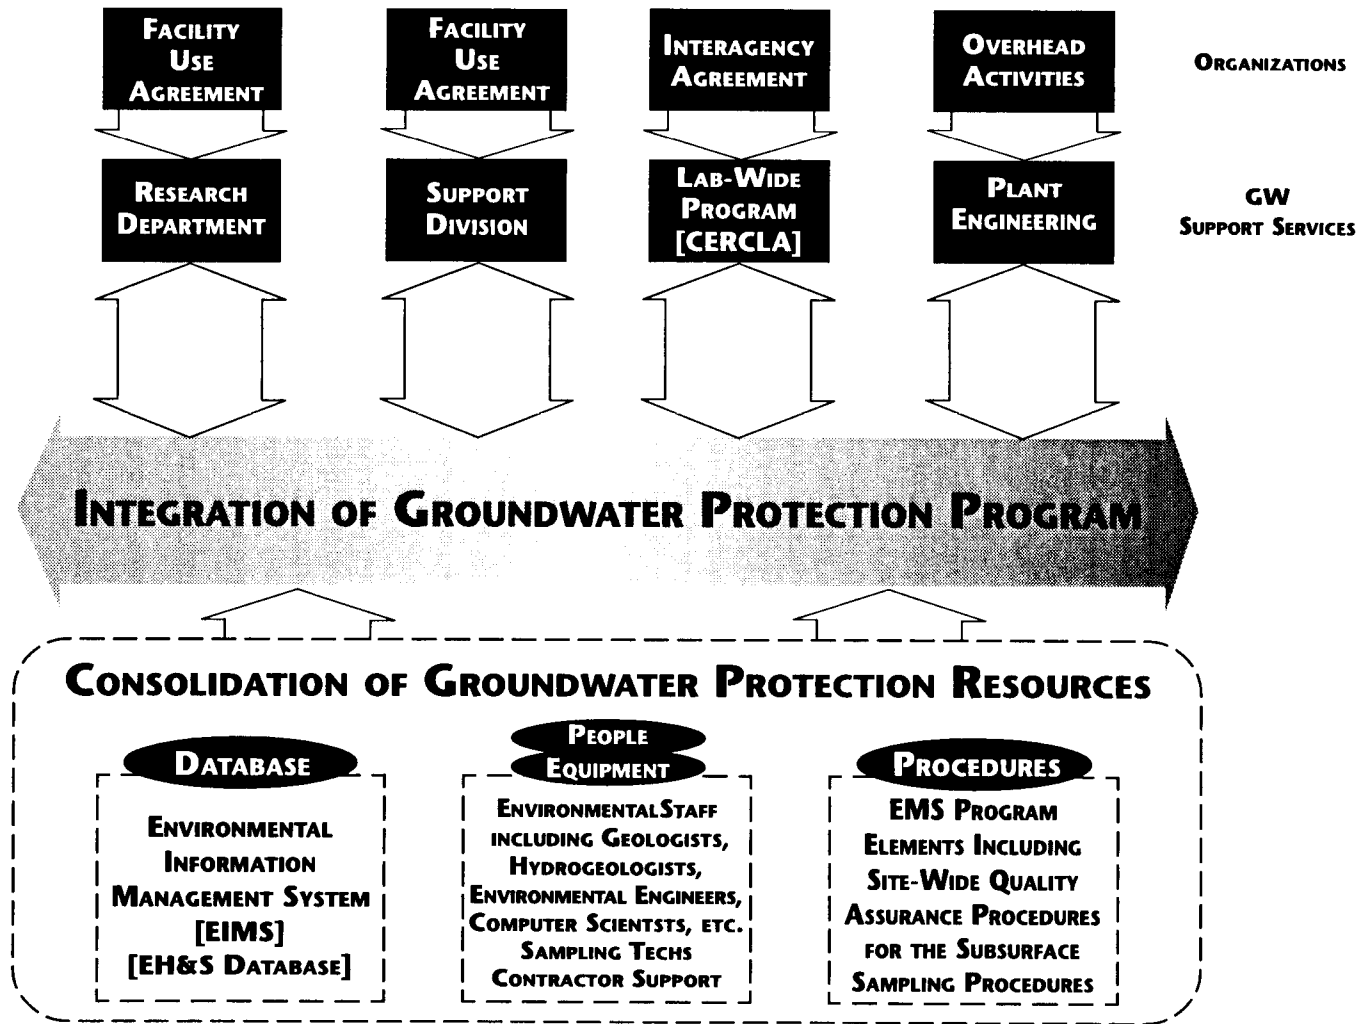 Facility
Use
Agreement
Facility
Use
Agreement
Interagency
Agreement
Overhead
Activities
Organizations
Research
Department
Support
Division
Lab-Wide
Program
[CERCLA]
Plant
Engineering
GW
Support Services
Integration of Groundwater Protection Program
Consolidation of Groundwater Protection Resources
Database
Environmental
Information
Management System
[EIMS]
[EH&S Database]
People
Equipment
EnvironmentalStaff
including Geologists,
Hydrogeologists,
Environmental Engineers,
Computer Scientsts, etc.
Sampling Techs
Contractor Support
Procedures
EMS Program
Elements Including
Site-Wide Quality
Assurance Procedures
for the Subsurface
Sampling Procedures